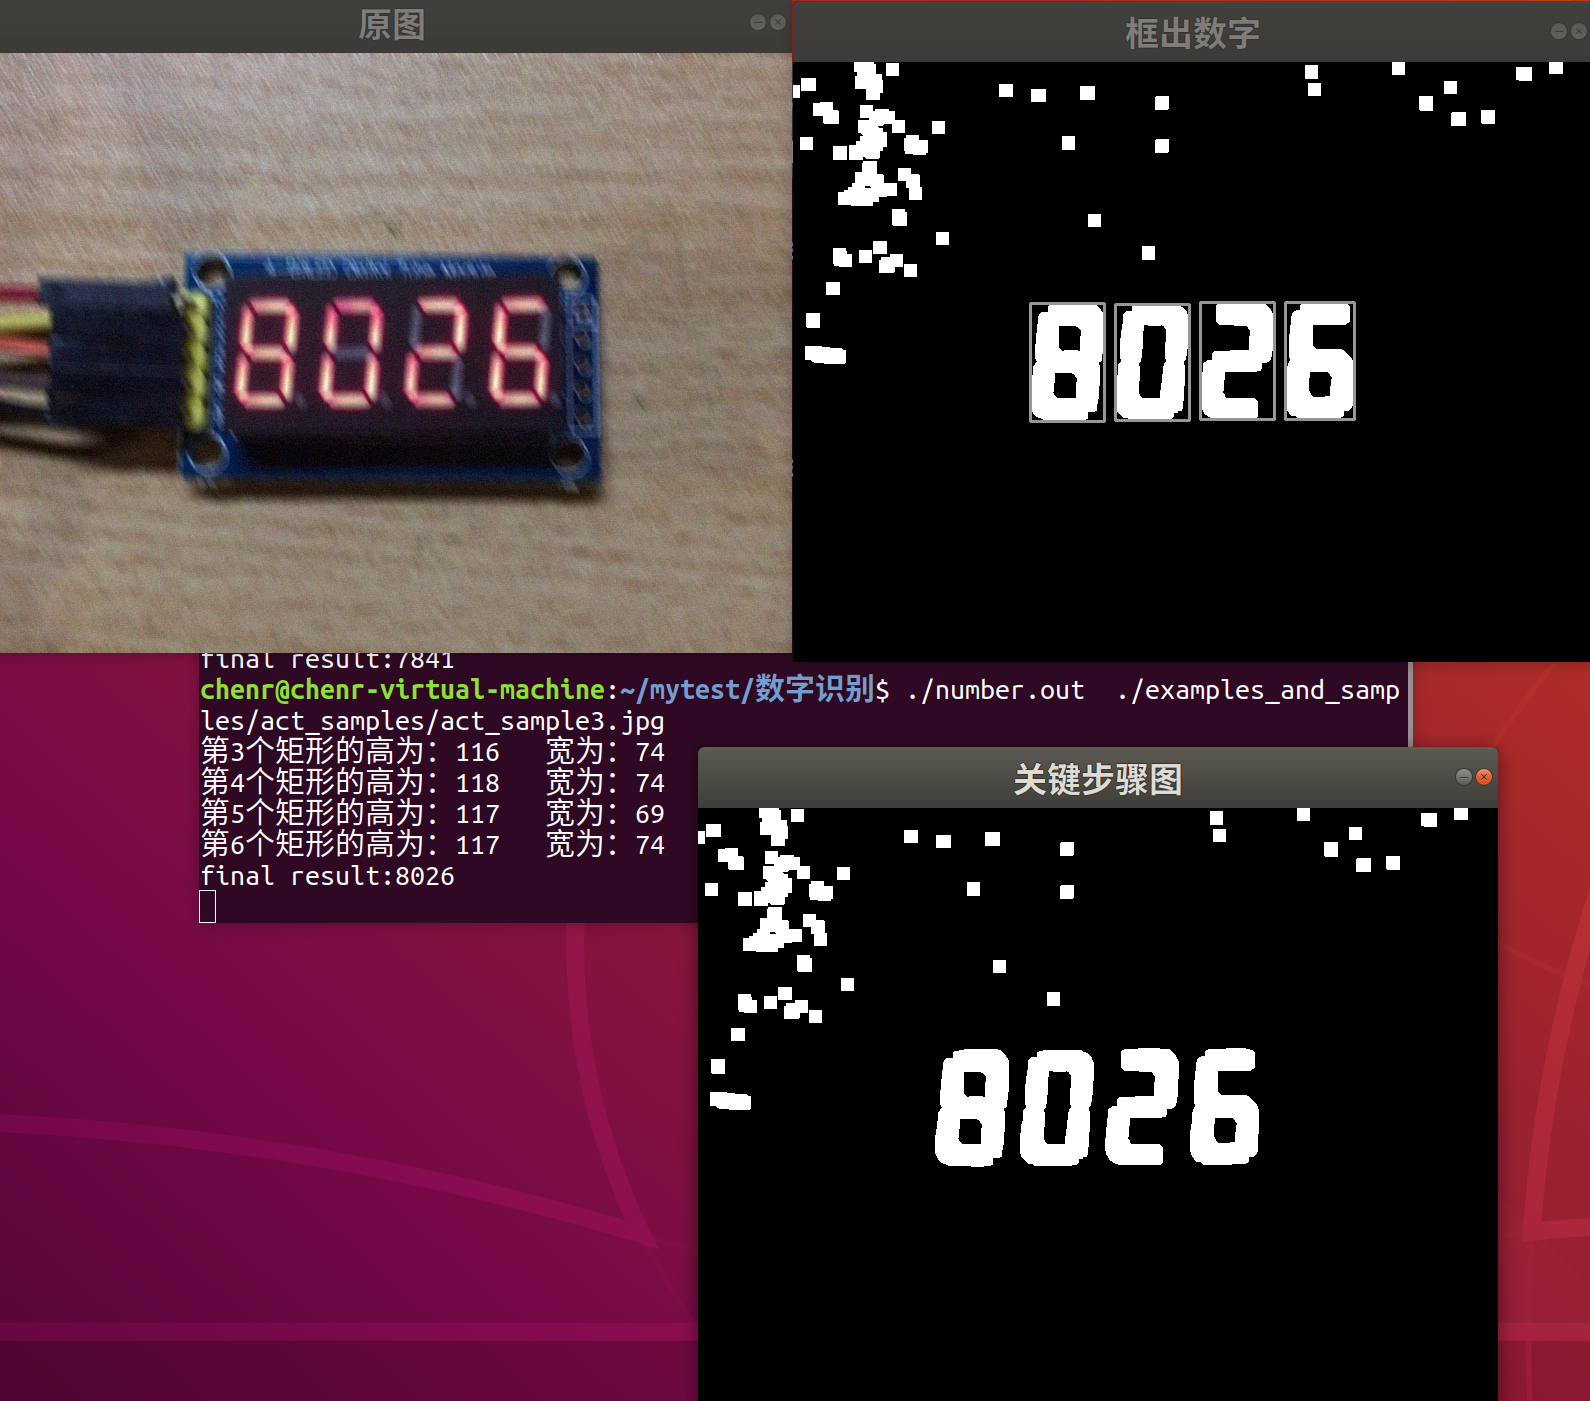 原图
8026
框出数字
8026
final result:7841
chenr@chenr-virtual-machine:~/mytest/数字识别$ ./number.out  ./examples_and_samp
les/act_samples/act_sample3.jpg
第3个矩形的高为：116   宽为：74
第4个矩形的高为：118   宽为：74
第5个矩形的高为：117   宽为：69
第6个矩形的高为：117   宽为：74
final result:8026
关键步骤图
8026